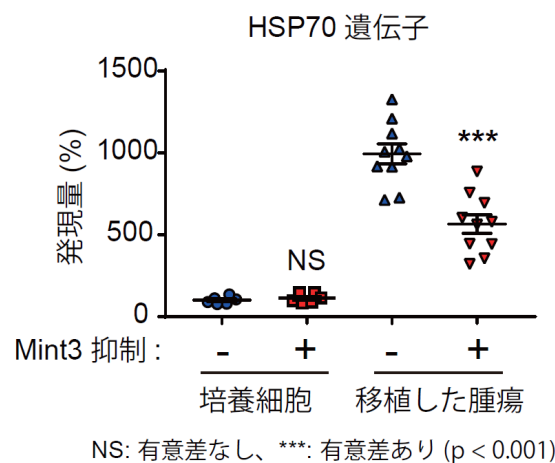 HSP70 遺伝子
発現量 (%)
1500
1000
500
0
NS
***
Mint3 抑制 : - + - +
培養細胞 移植した腫瘍
NS: 有意差なし、***: 有意差あり (p < 0.001)